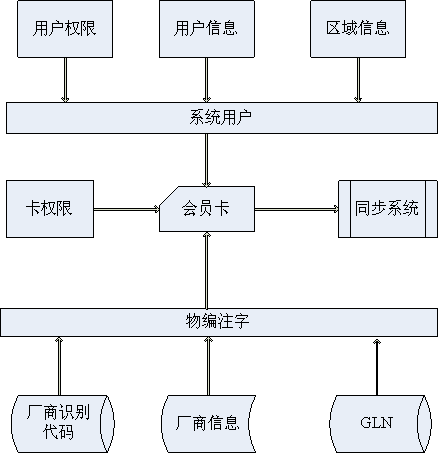 用户权限
用户信息
区域信息
系统用户
卡权限
会员卡
同步系统
物编注字
厂商识别
代码
厂商信息
GLN